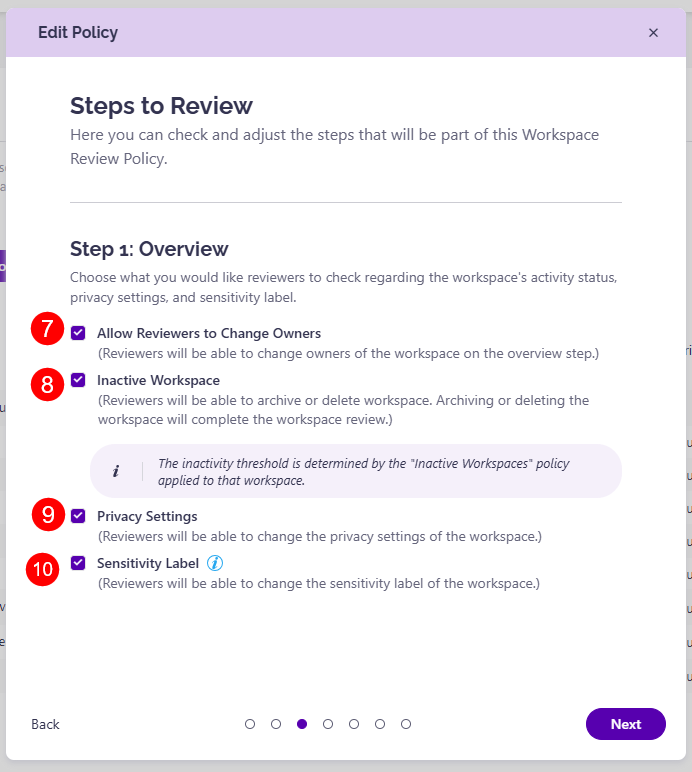 Edit Policy
×
Steps to Review
Here you can check and adjust the steps that will be part of this Workspace
Review Policy.
Step 1: Overview
Choose what you would like reviewers to check regarding the workspace's activity status,
privacy settings, and sensitivity label.
7 Allow Reviewers to Change Owners
(Reviewers will be able to change owners of the workspace on the overview step.)
8 Inactive Workspace
(Reviewers will be able to archive or delete workspace. Archiving or deleting the
workspace will complete the workspace review.)
i The inactivity threshold is determined by the "Inactive Workspaces" policy
applied to that workspace.
9 Privacy Settings
(Reviewers will be able to change the privacy settings of the workspace.)
10 Sensitivity Label i
(Reviewers will be able to change the sensitivity label of the workspace.)
Back Next